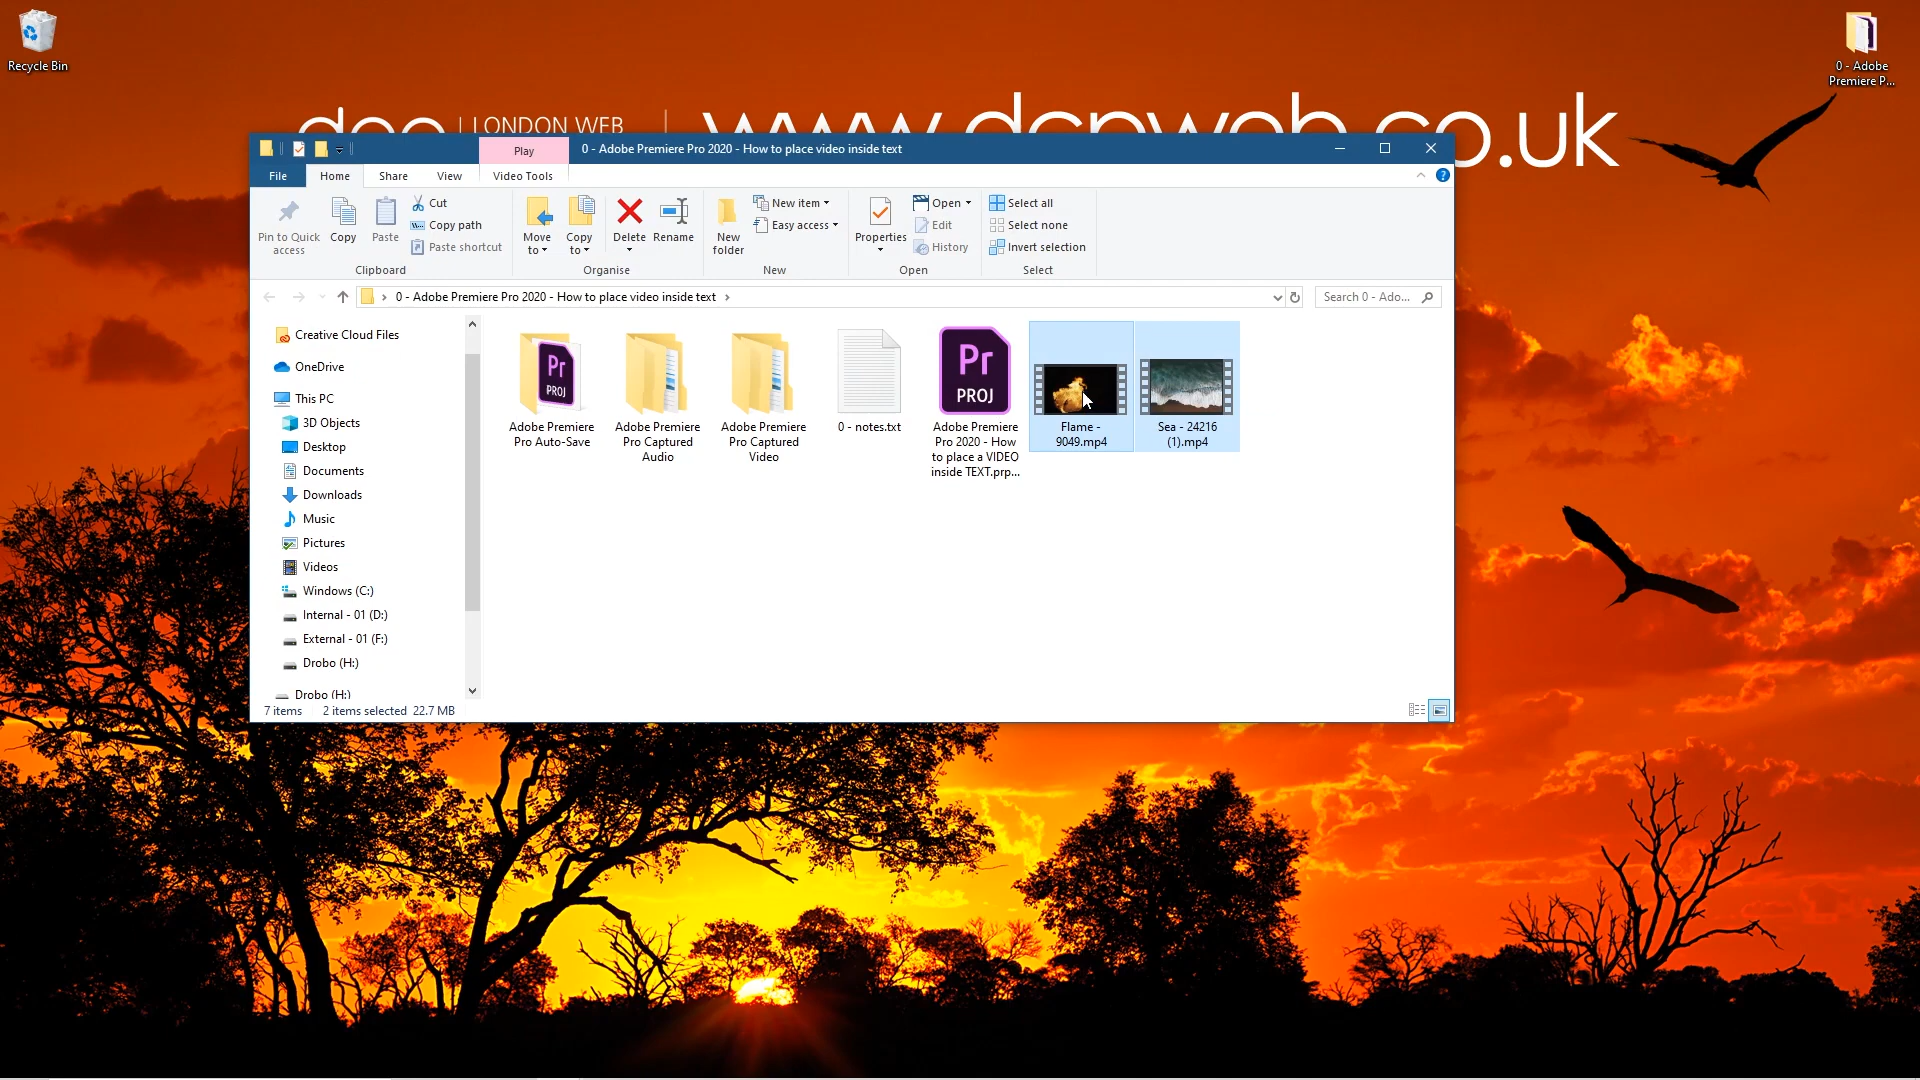 Recycle Bin
0 - Adobe
Premiere P...
LONDON WEB
www.dcpweb.co.uk
Play
0 - Adobe Premiere Pro 2020 - How to place video inside text
File
Home
Share
View
Video Tools
Pin to Quick
access
Copy
Paste
Cut
Copy path
Paste shortcut
Clipboard
Move
to
Copy
to
Delete
Rename
Organise
New
folder
New item
Easy access
New
Properties
Open
Edit
History
Open
Select all
Select none
Invert selection
Select
0 - Adobe Premiere Pro 2020 - How to place video inside text
Search 0 - Ado...
Creative Cloud Files
OneDrive
This PC
3D Objects
Desktop
Documents
Downloads
Music
Pictures
Videos
Windows (C:)
Internal - 01 (D:)
External - 01 (F:)
Drobo (H:)
Drobo (H:)
Pr
PROJ
Adobe Premiere
Pro Auto-Save
Adobe Premiere
Pro Captured
Audio
Adobe Premiere
Pro Captured
Video
0 - notes.txt
Pr
PROJ
Adobe Premiere
Pro 2020 - How
to place a VIDEO
inside TEXT.prp...
Flame -
9049.mp4
Sea - 24216
(1).mp4
7 items
2 items selected 22.7 MB